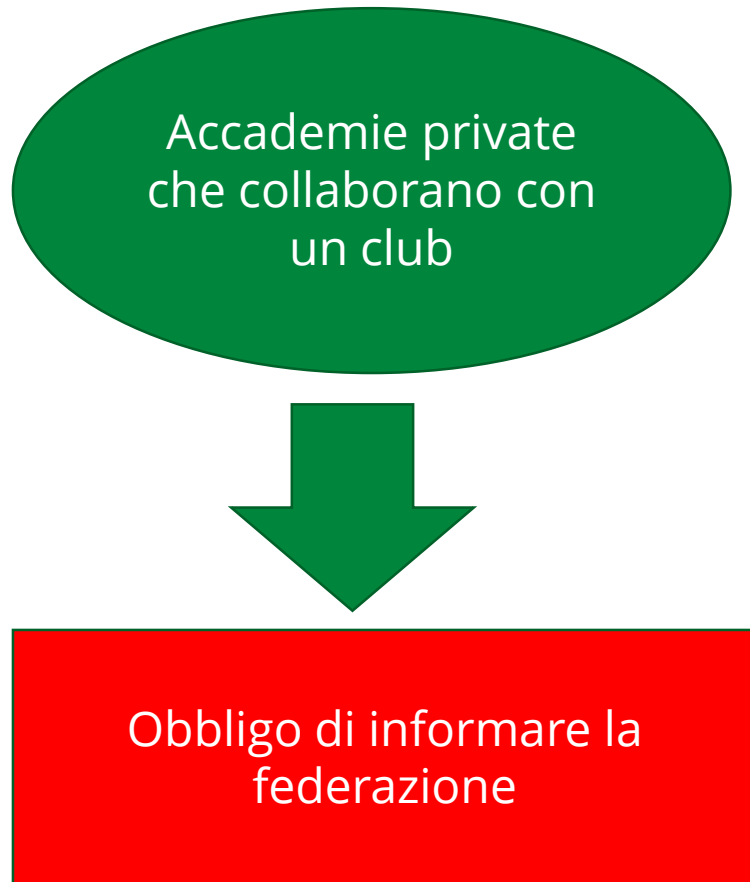 Accademie private
che collaborano con
un club
Obbligo di informare la
federazione